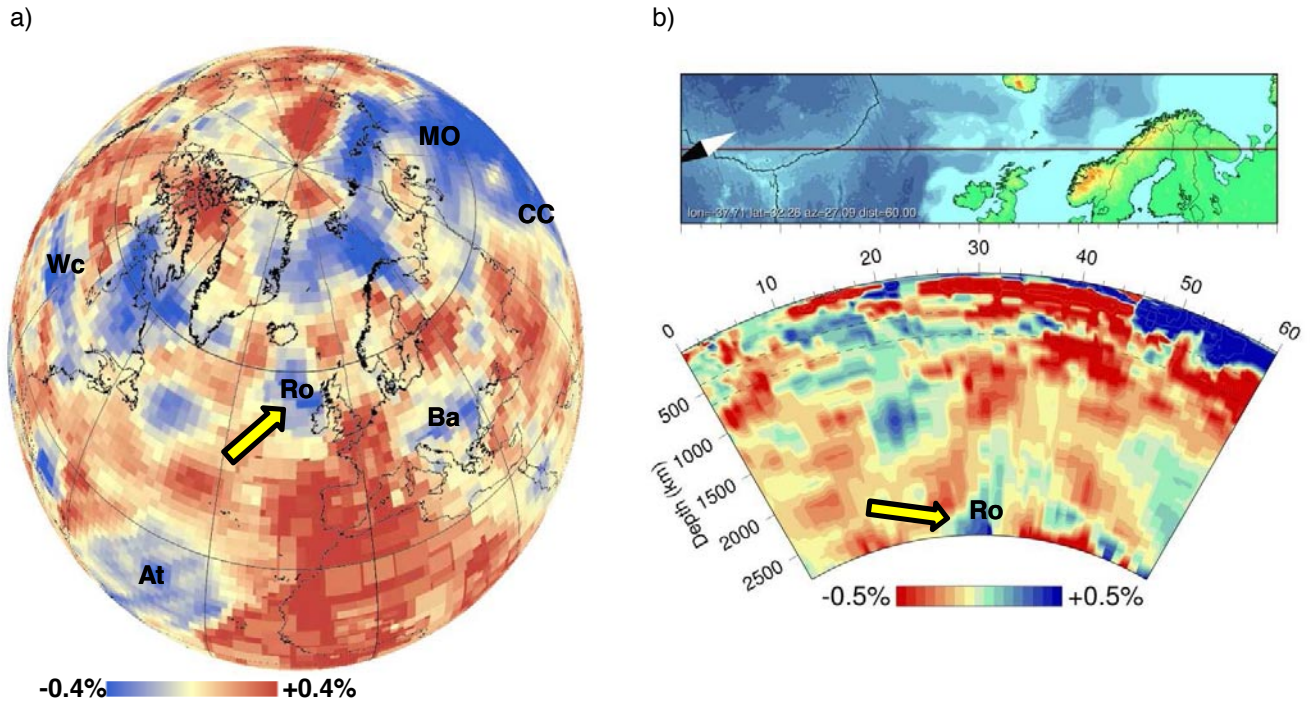 a)
MO
CC
Wc
Ro
Ba
At
-0.4% +0.4%
b)
lon=-37.71 lat=32.26 az=27.09 dist=60.00
0 10 20 30 40 50 60
500
1000
1500
2000
2500
Depth (km)
Ro
-0.5% +0.5%